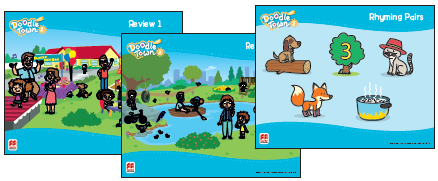 Doodle
Town
Review 1
Doodle
Town
Re
Doodle
Town
Rhyming Pairs
3